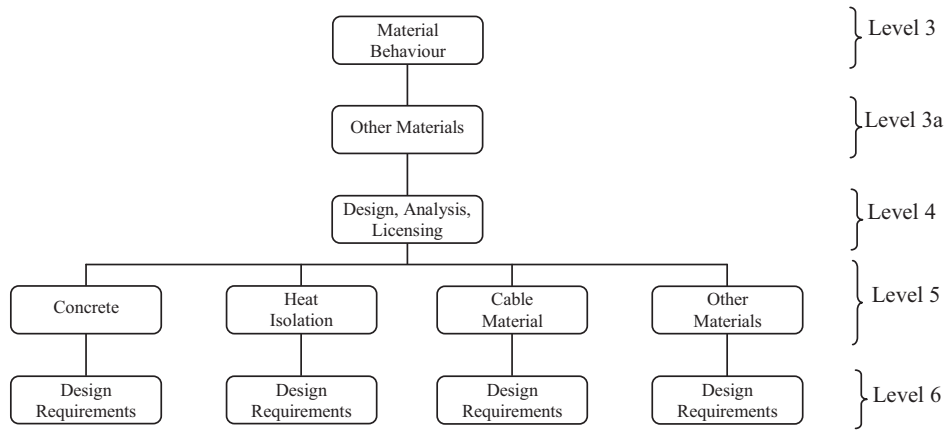 Material
Behaviour
Level 3
Other Materials
Level 3a
Design, Analysis,
Licensing
Level 4
Concrete
Heat
Isolation
Cable
Material
Other
Materials
Level 5
Design
Requirements
Design
Requirements
Design
Requirements
Design
Requirements
Level 6